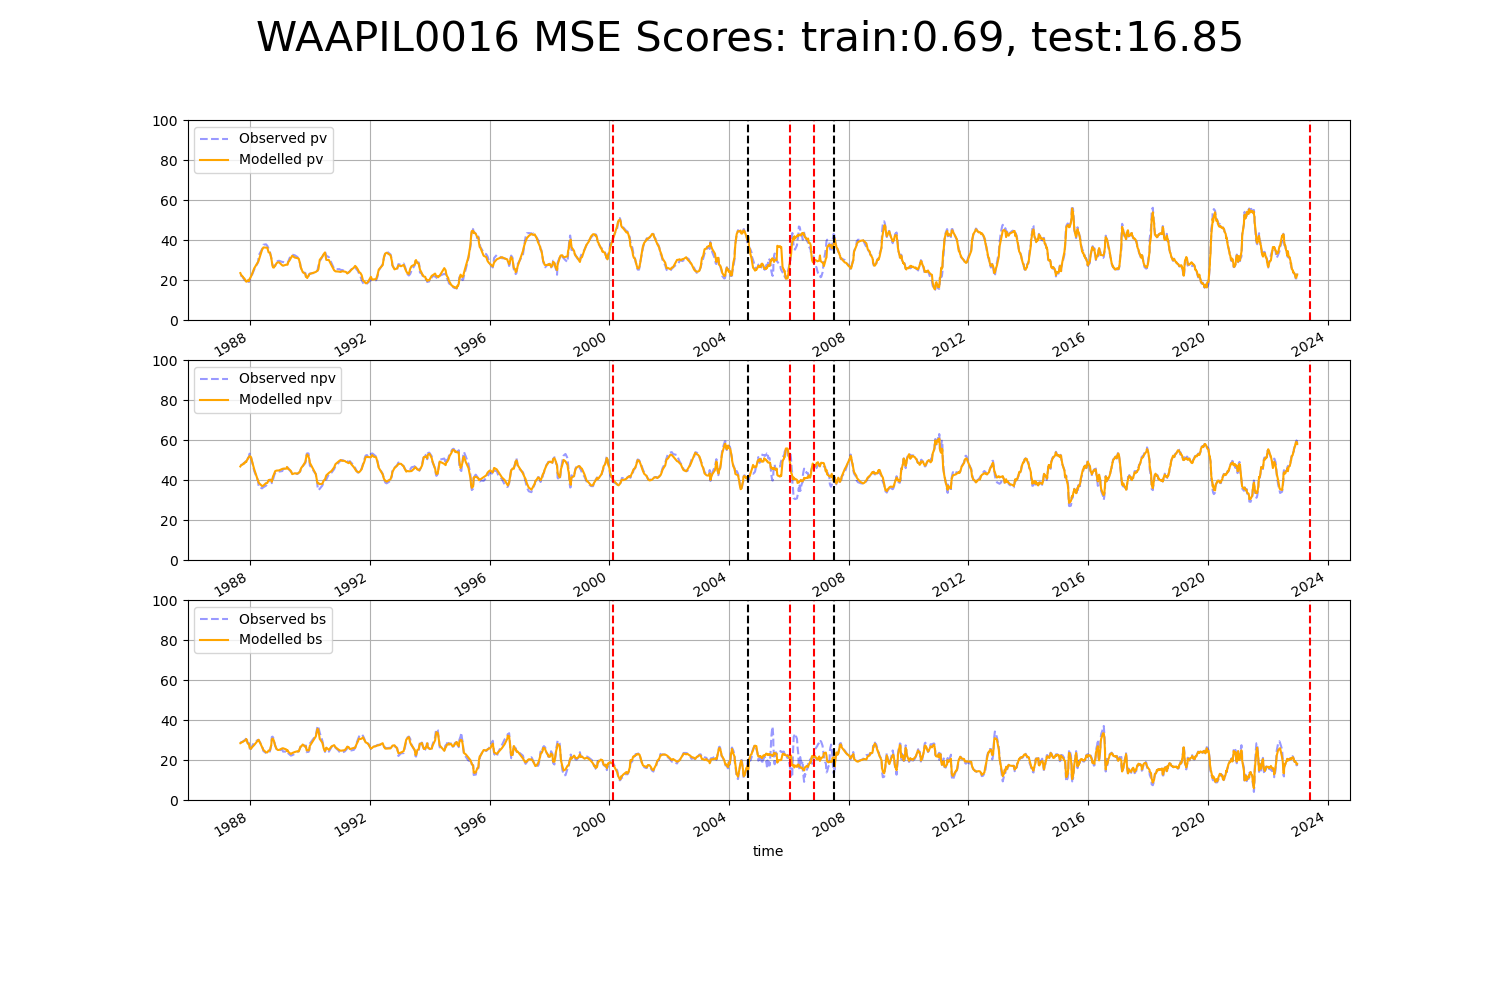 WAAPIL0016 MSE Scores: train:0.69, test:16.85
100
80
60
40
20
0
Observed pv
Modelled pv
1988 1992 1996 2000 2004 2008 2012 2016 2020 2024
100
80
60
40
20
0
Observed npv
Modelled npv
1988 1992 1996 2000 2004 2008 2012 2016 2020 2024
100
80
60
40
20
0
Observed bs
Modelled bs
1988 1992 1996 2000 2004 2008 2012 2016 2020 2024
time